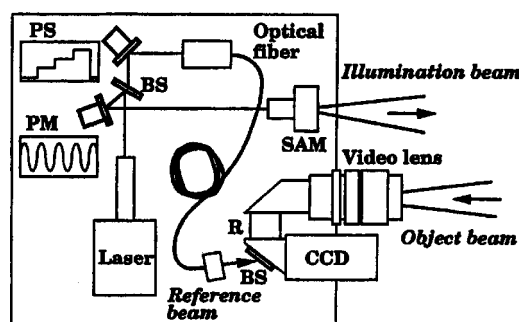 PS
Optical
fiber
BS
Illumination beam
PM
SAM
Video lens
R
Laser
CCD
Object beam
BS
Reference
beam